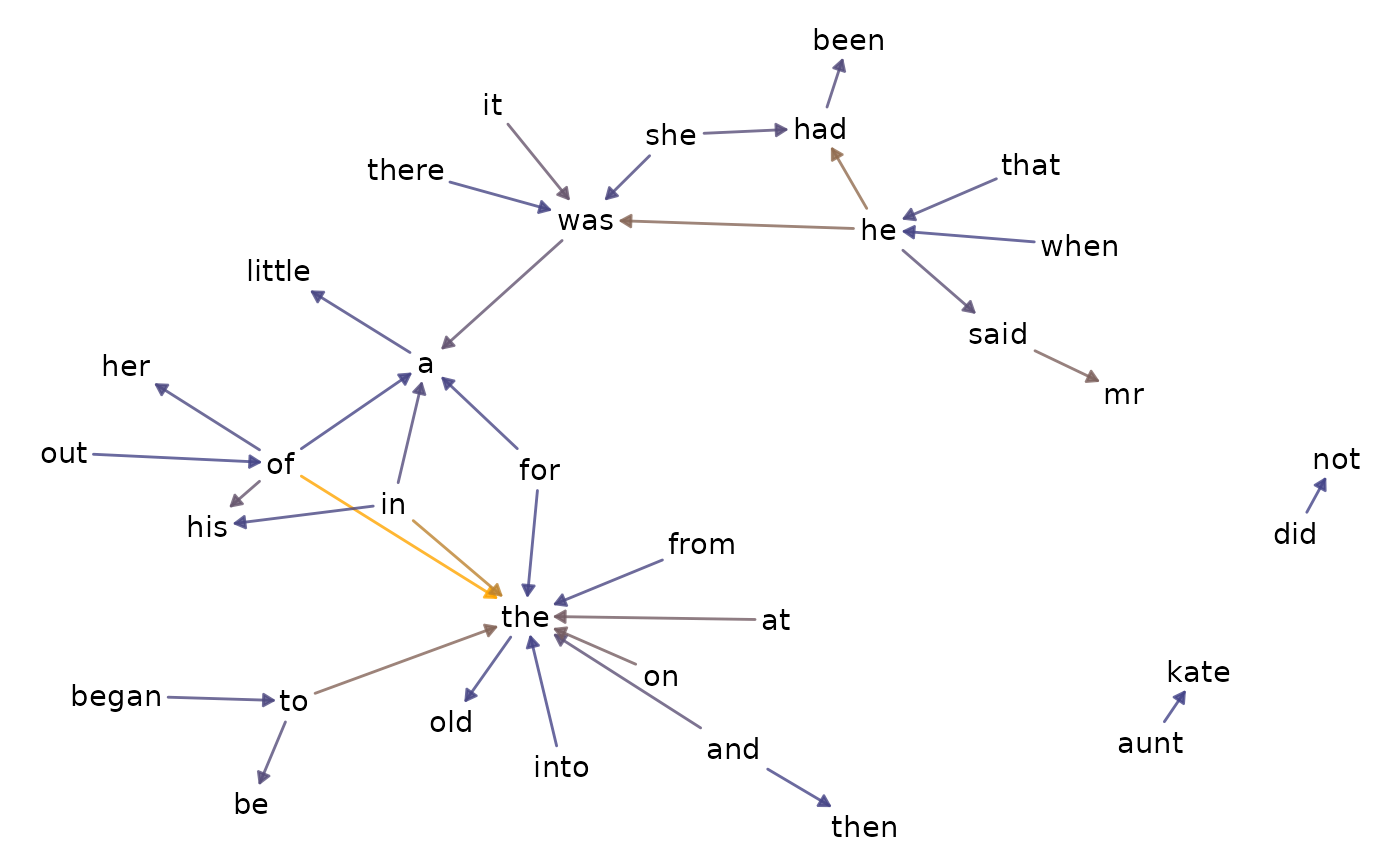 been
it
she
had
there
that
was
he
when
little
said
a
her
mr
out
of
for
not
in
his
did
from
the
at
kate
on
began
to
old
and
aunt
into
be
then